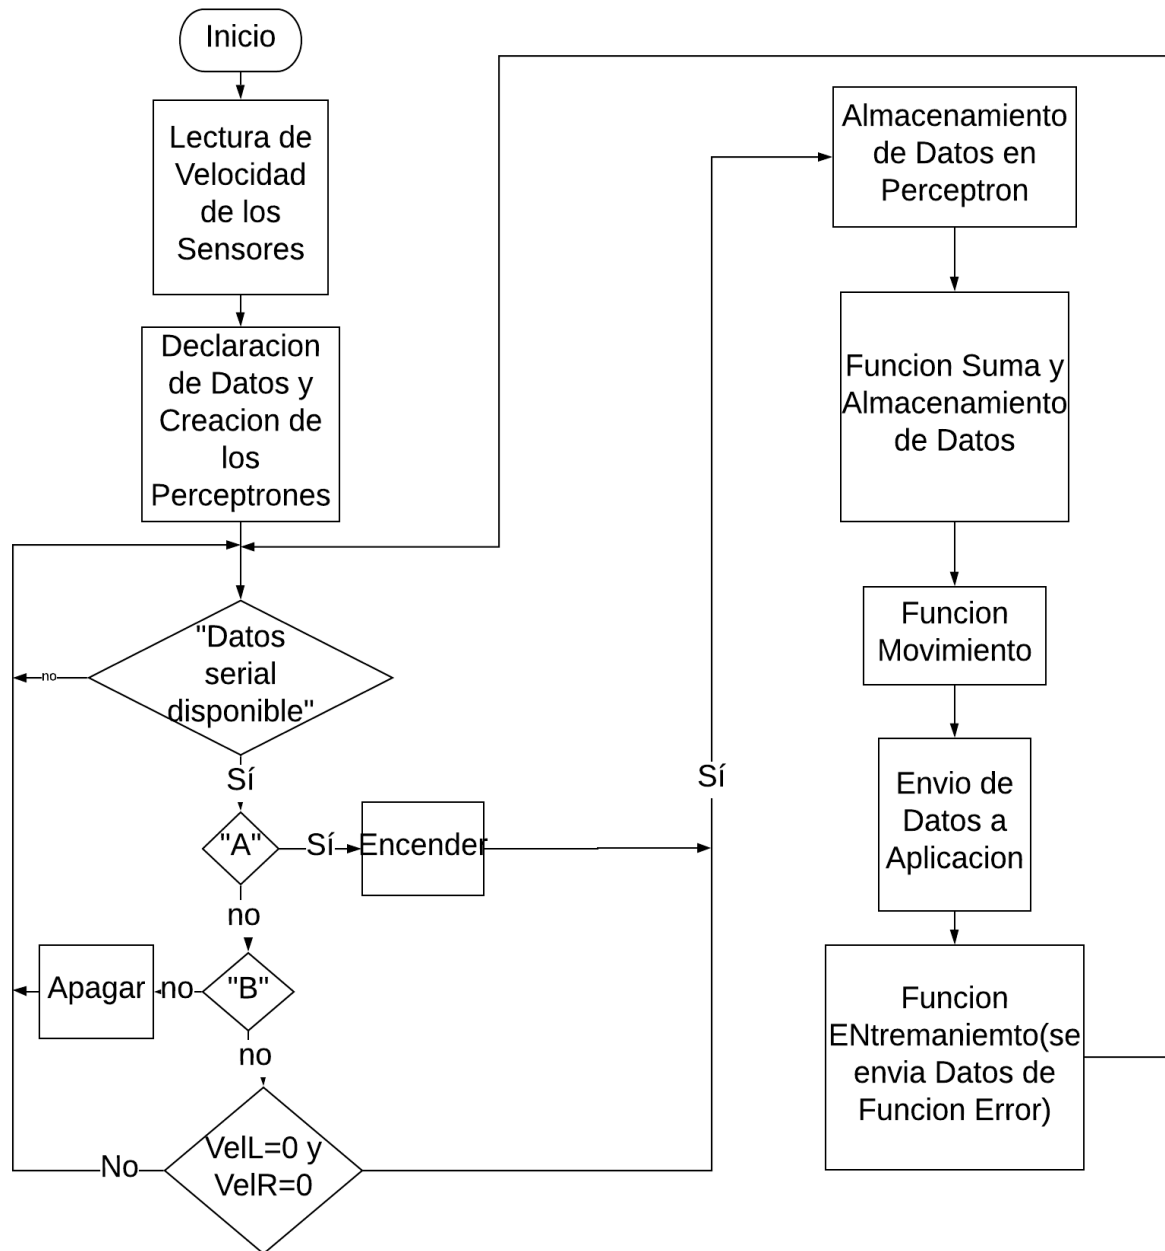 Inicio
Lectura de
Velocidad
de los
Sensores
Declaracion
de Datos y
Creacion de
los
Perceptrones
"Datos
serial
disponible"
no
Sí
"A"
Sí
Encender
no
"B"
no
Apagar
no
VelL=0 y
VelR=0
No
Sí
Almacenamiento
de Datos en
Perceptron
Funcion Suma y
Almacenamiento
de Datos
Funcion
Movimiento
Envio de
Datos a
Aplicacion
Funcion
ENtremaniemto(se
envia Datos de
Funcion Error)